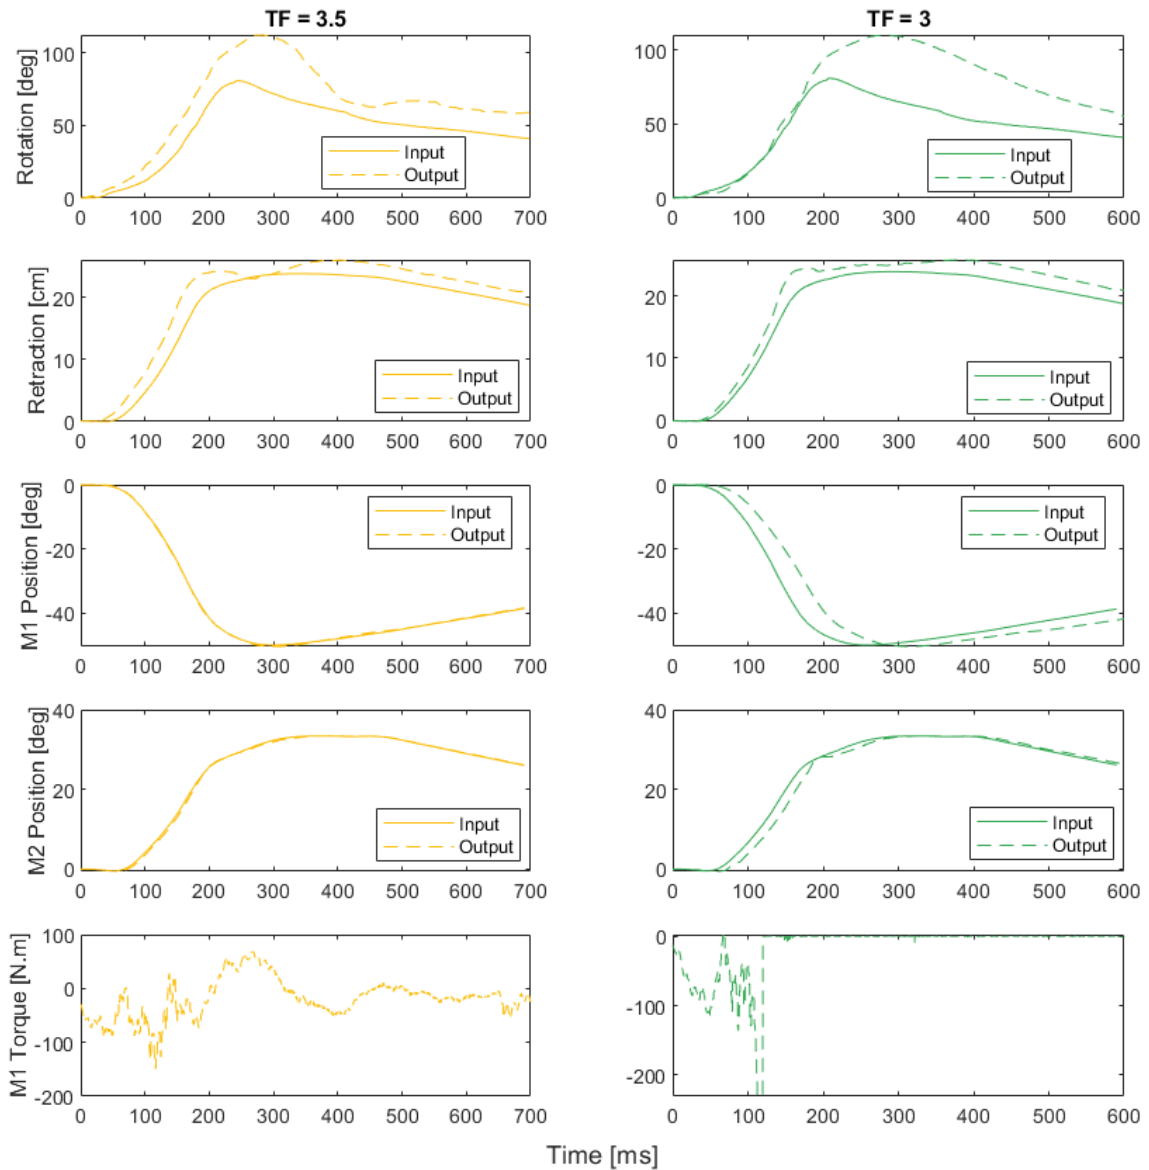 TF = 3.5
TF = 3
Rotation [deg]
100
50
0
Input
Output
0 100 200 300 400 500 600 700
100
50
0
Input
Output
0 100 200 300 400 500 600
Retraction [cm]
20
10
0
Input
Output
0 100 200 300 400 500 600 700
20
10
0
Input
Output
0 100 200 300 400 500 600
M1 Position [deg]
0
-20
-40
Input
Output
0 100 200 300 400 500 600 700
0
-20
-40
Input
Output
0 100 200 300 400 500 600
M2 Position [deg]
40
20
0
Input
Output
0 100 200 300 400 500 600 700
40
20
0
Input
Output
0 100 200 300 400 500 600
M1 Torque [N.m]
100
0
-100
-200
0 100 200 300 400 500 600 700
0
-100
-200
0 100 200 300 400 500 600
Time [ms]